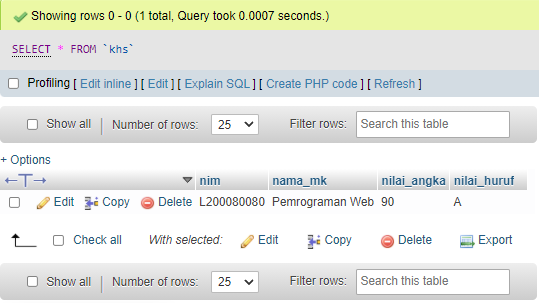 Showing rows 0 - 0 (1 total, Query took 0.0007 seconds.)
SELECT * FROM `khs`
Profiling [ Edit inline ] [ Edit ] [ Explain SQL ] [ Create PHP code ] [ Refresh ]
Show all | Number of rows: 25 Filter rows: Search this table
+ Options
←T→ nim nama_mk nilai_angka nilai_huruf
Edit Copy Delete L200080080 Pemrograman Web 90 A
Check all With selected: Edit Copy Delete Export
Show all | Number of rows: 25 Filter rows: Search this table